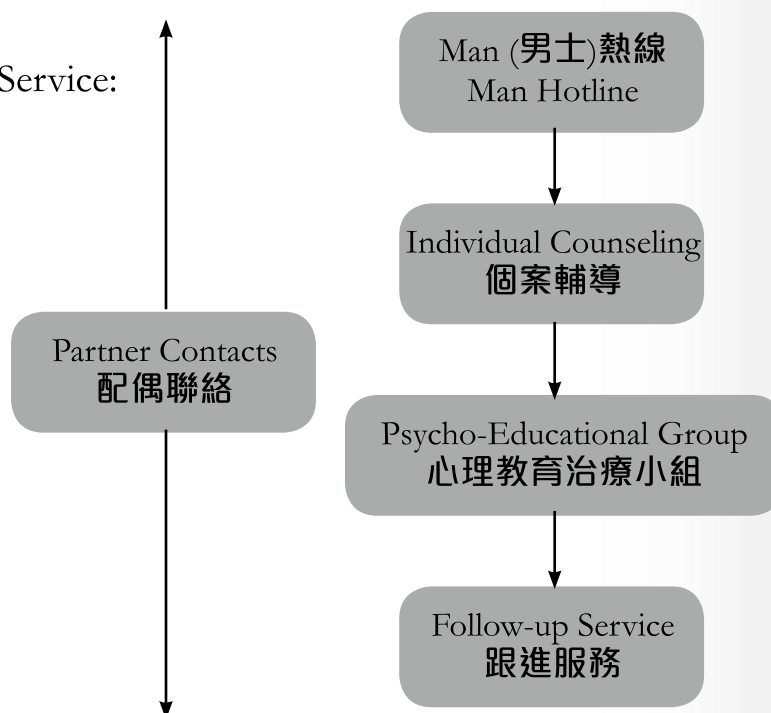 Service:
Man (男士)熱線
Man Hotline
Individual Counseling
個案輔導
Partner Contacts
配偶聯絡
Psycho-Educational Group
心理教育治療小組
Follow-up Service
跟進服務